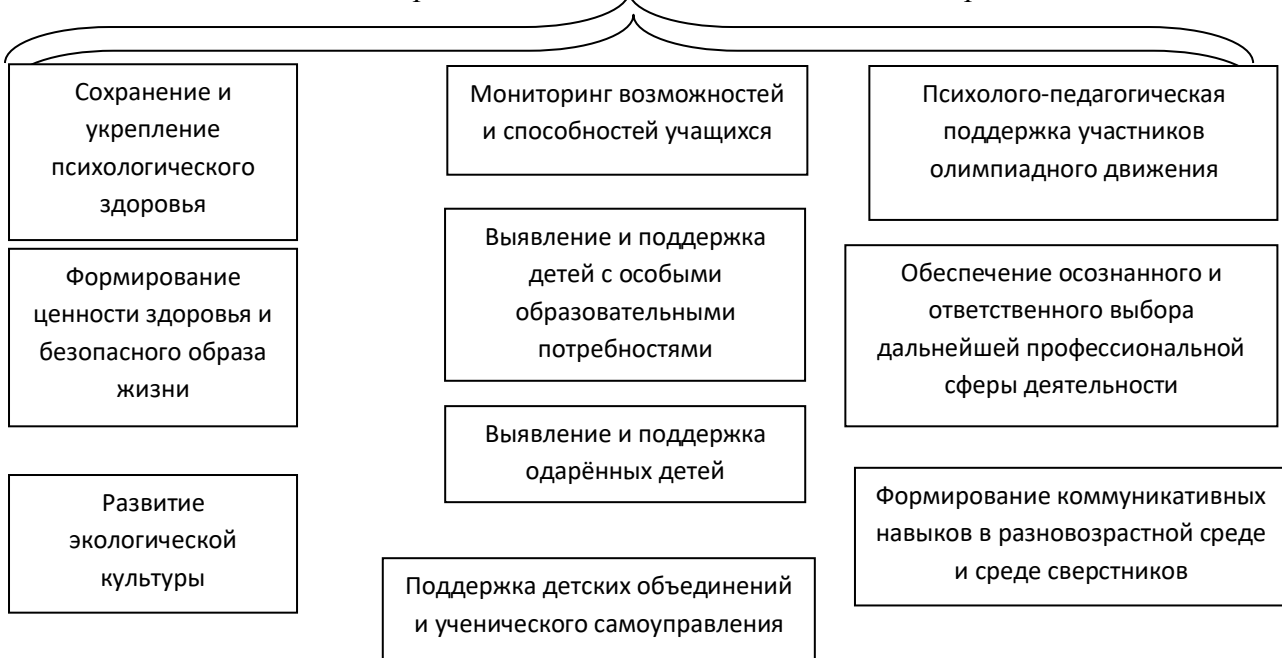 Сохранение и
укрепление
психологического
здоровья
Формирование
ценности здоровья и
безопасного образа
жизни
Развитие
экологической
культуры
Мониторинг возможностей
и способностей учащихся
Выявление и поддержка
детей с особыми
образовательными
потребностями
Выявление и поддержка
одарённых детей
Поддержка детских объединений
и ученического самоуправления
Психолого-педагогическая
поддержка участников
олимпиадного движения
Обеспечение осознанного и
ответственного выбора
дальнейшей профессиональной
сферы деятельности
Формирование коммуникативных
навыков в разновозрастной среде
и среде сверстников